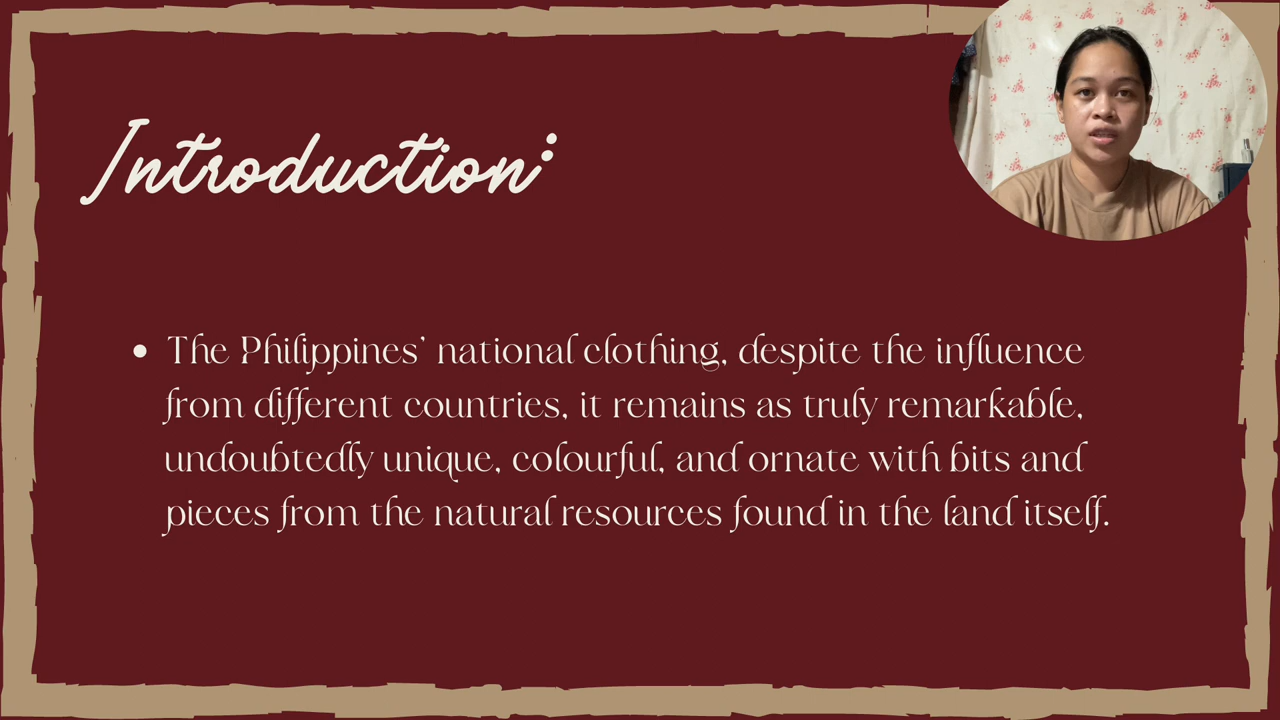 Introduction:
• The Philippines' national clothing, despite the influence
from different countries, it remains as truly remarkable,
undoubtedly unique, colourful, and ornate with bits and
pieces from the natural resources found in the land itself.